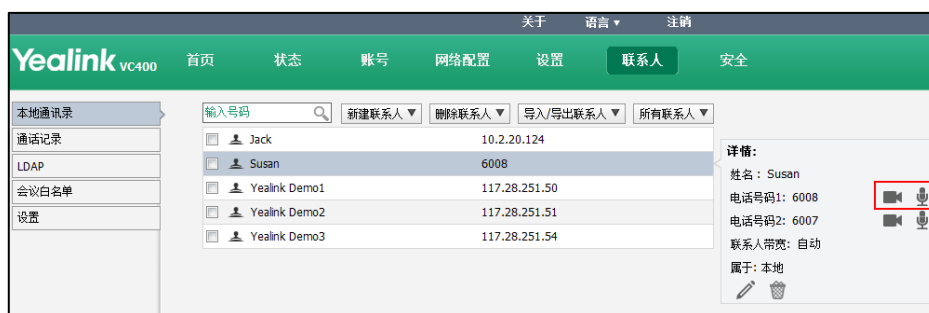 关于 语言 注销
Yealink VC400 首页 状态 账号 网络配置 设置 联系人 安全
本地通讯录
通话记录
LDAP
会议白名单
设置
输入号码 新建联系人 删除联系人 导入/导出联系人 所有联系人
Jack 10.2.20.124
Susan 6008
Yealink Demo1 117.28.251.50
Yealink Demo2 117.28.251.51
Yealink Demo3 117.28.251.54
详情:
姓名: Susan
电话号码1: 6008
电话号码2: 6007
联系人带宽: 自动
属于: 本地